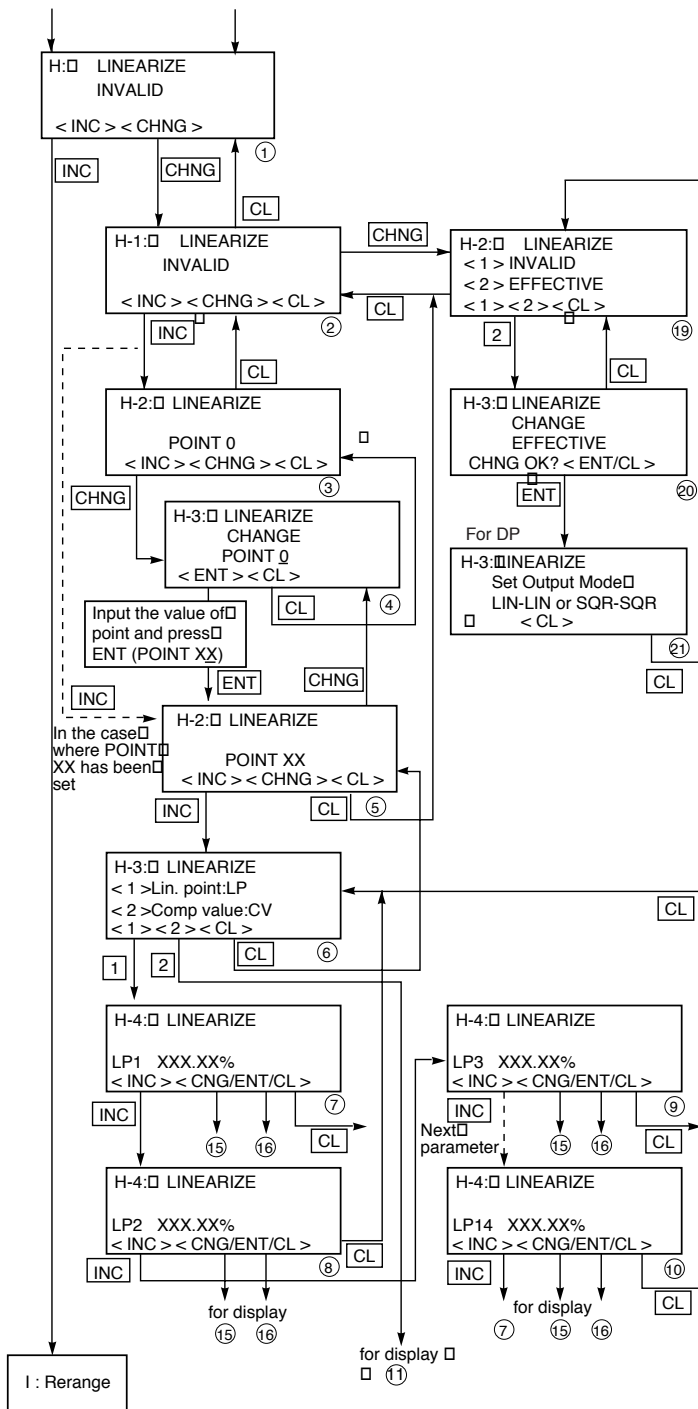 H:□ LINEARIZE
INVALID
< INC > < CHNG >
①
INC
CHNG
CL
H-1:□ LINEARIZE
INVALID
< INC > < CHNG > < CL >
②
CHNG
CL
H-2:□ LINEARIZE
< 1 > INVALID
< 2 > EFFECTIVE
< 1 > < 2 > < CL >
⑲
INC
CL
2
CL
H-2:□ LINEARIZE
POINT 0
< INC > < CHNG > < CL >
③
H-3:□ LINEARIZE
CHANGE
EFFECTIVE
CHNG OK? < ENT/CL >
⑳
CHNG
ENT
H-3:□ LINEARIZE
CHANGE
POINT 0
< ENT > < CL >
④
CL
For DP
H-3:□LINEARIZE
Set Output Mode□
LIN-LIN or SQR-SQR
□ < CL >
㉑
CL
Input the value of□
point and press□
ENT (POINT XX)
ENT
CHNG
INC
In the case□
where POINT□
XX has been□
set
H-2:□ LINEARIZE
POINT XX
< INC > < CHNG > < CL >
⑤
INC
CL
H-3:□ LINEARIZE
< 1 >Lin. point:LP
< 2 >Comp value:CV
< 1 > < 2 > < CL >
⑥
CL
1
2
CL
H-4:□ LINEARIZE
LP1 XXX.XX%
< INC > < CNG/ENT/CL >
⑦
INC
⑮
⑯
CL
H-4:□ LINEARIZE
LP3 XXX.XX%
< INC > < CNG/ENT/CL >
⑨
INC
Next□
parameter
⑮
⑯
CL
H-4:□ LINEARIZE
LP2 XXX.XX%
< INC > < CNG/ENT/CL >
⑧
INC
CL
for display
⑮
⑯
H-4:□ LINEARIZE
LP14 XXX.XX%
< INC > < CNG/ENT/CL >
⑩
INC
CL
for display
⑦
⑮
⑯
for display □
□ ⑪
I : Rerange